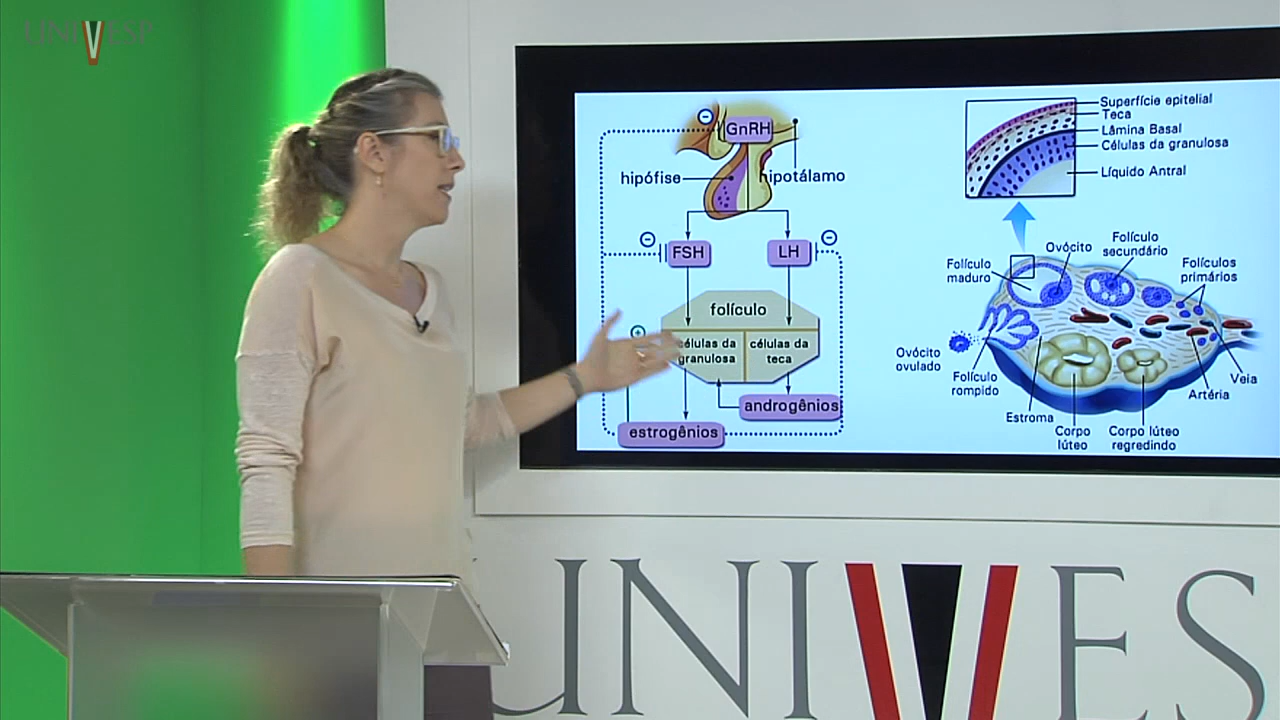 UNIVESP
GnRH
hipófise
hipotálamo
FSH
LH
folículo
células da
granulosa
células da
teca
androgênios
estrogênios
Superfície epitelial
Teca
Lâmina Basal
Células da granulosa
Líquido Antral
Folículo
maduro
Ovócito
Folículo
secundário
Folículos
primários
Ovócito
ovulado
Folículo
rompido
Estroma
Corpo
lúteo
Corpo lúteo
regredindo
Artéria
Veia
UNIVES